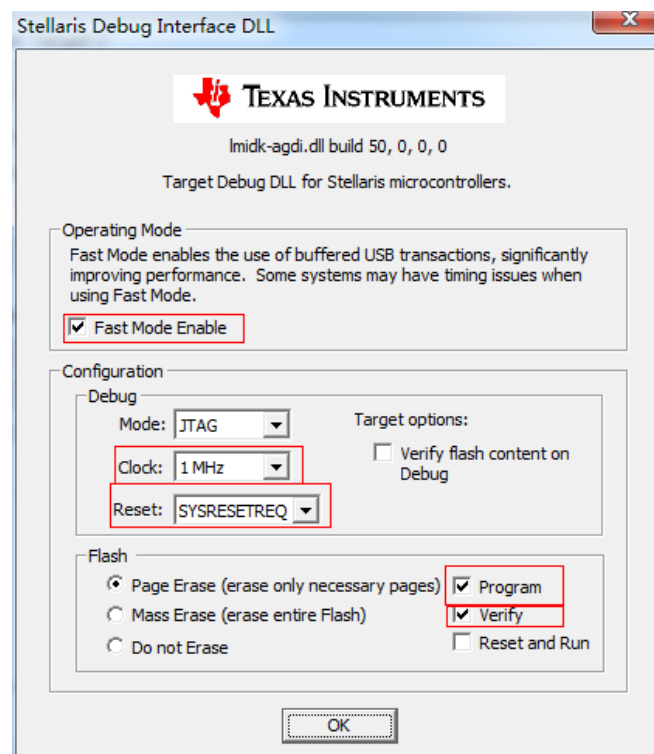 Stellaris Debug Interface DLL
TEXAS INSTRUMENTS
lmidk-agdi.dll build 50, 0, 0, 0
Target Debug DLL for Stellaris microcontrollers.
Operating Mode
Fast Mode enables the use of buffered USB transactions, significantly
improving performance. Some systems may have timing issues when
using Fast Mode.
Fast Mode Enable
Configuration
Debug
Mode: JTAG
Clock: 1 MHz
Reset: SYSRESETREQ
Target options:
Verify flash content on
Debug
Flash
Page Erase (erase only necessary pages)
Mass Erase (erase entire Flash)
Do not Erase
Program
Verify
Reset and Run
OK